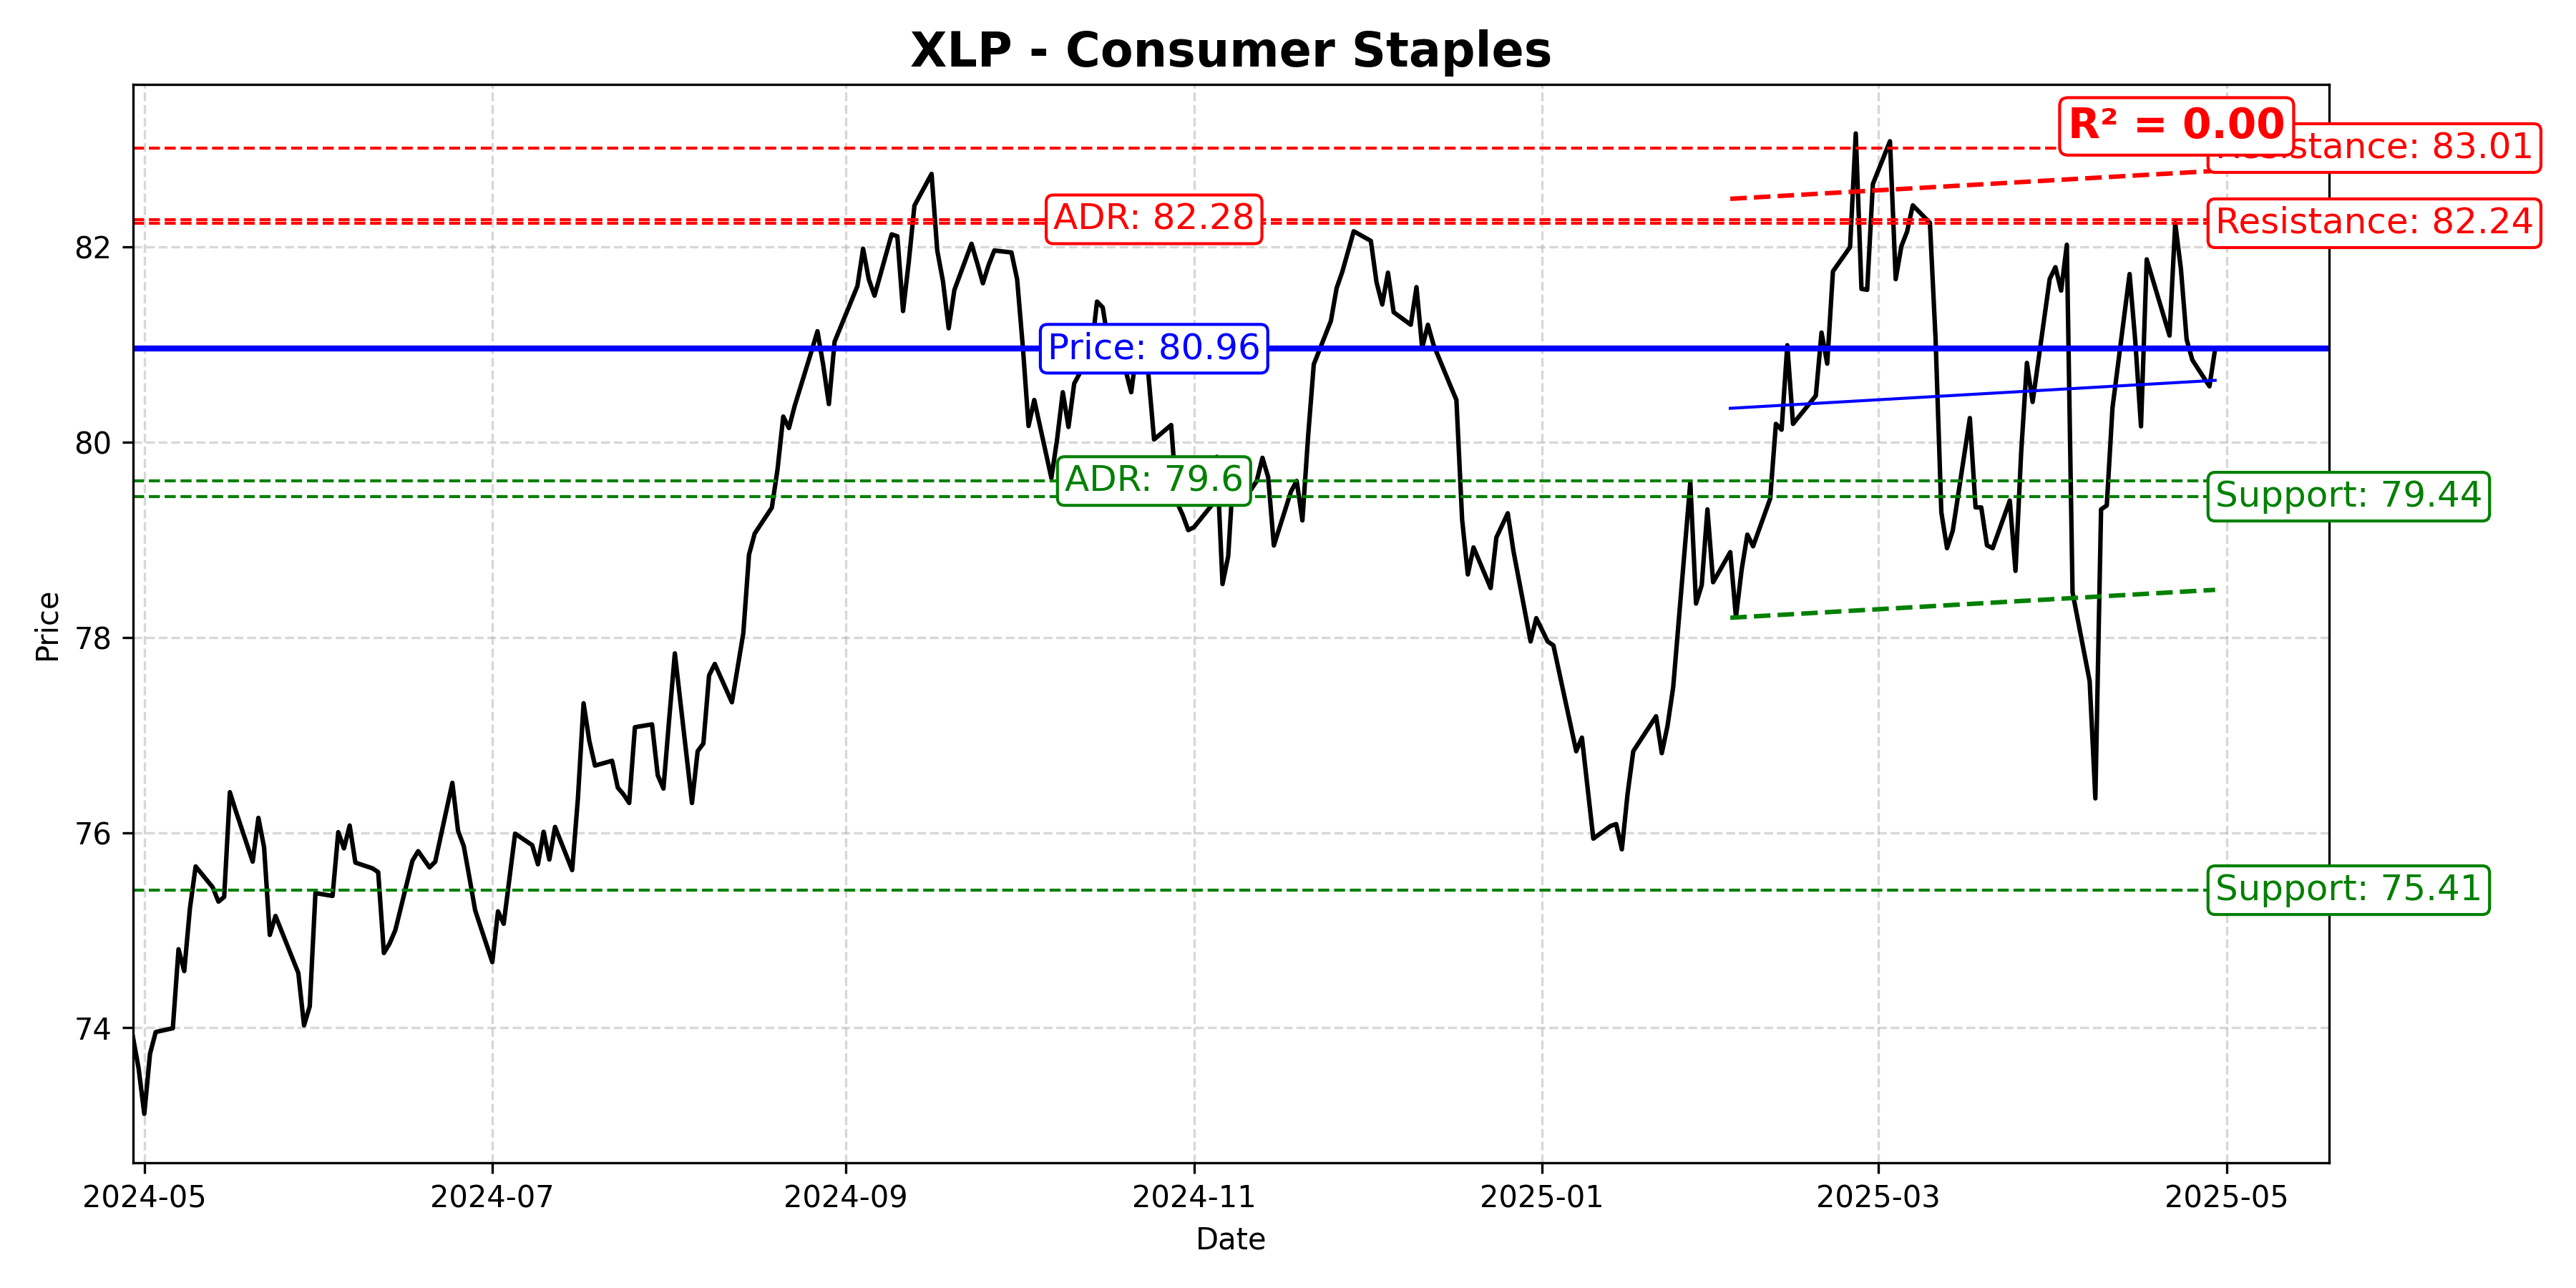 XLP - Consumer Staples
R² = 0.00
stance: 83.01
ADR: 82.28
Resistance: 82.24
Price: 80.96
ADR: 79.6
Support: 79.44
Support: 75.41
Price
82
80
78
76
74
2024-05
2024-07
2024-09
2024-11
2025-01
2025-03
2025-05
Date